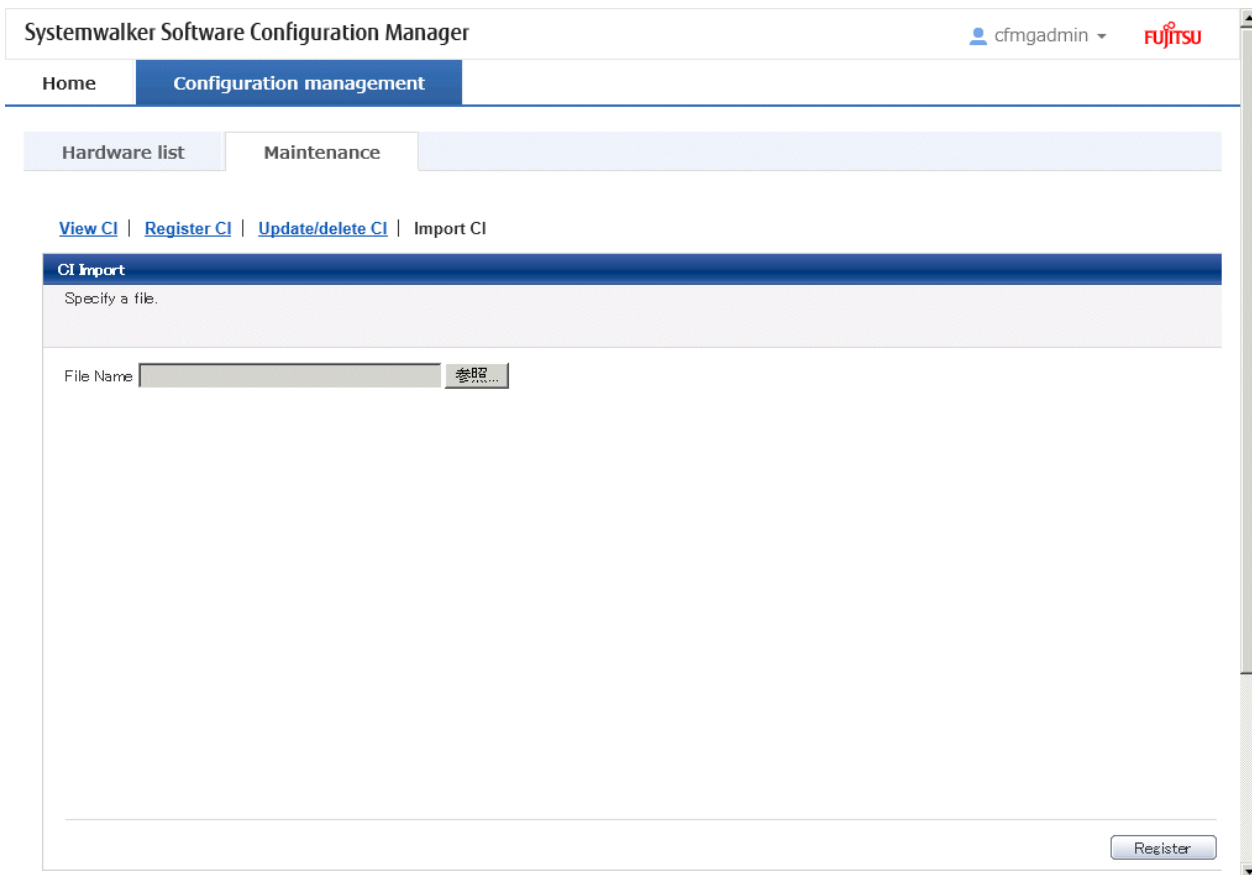 Systemwalker Software Configuration Manager cfmgadmin FUJITSU
Home Configuration management
Hardware list Maintenance
View CI | Register CI | Update/delete CI | Import CI
CI Import
Specify a file.
File Name 参照...
Register